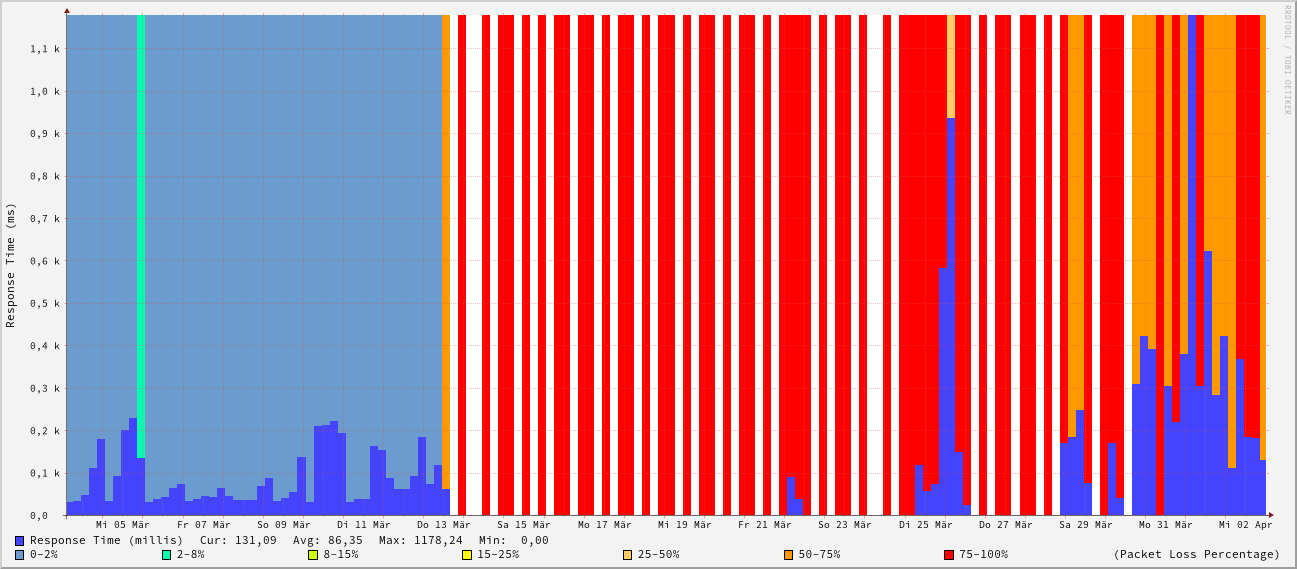 RRDTOOL / TOBI OETIKER
Response Time (ms)
1,1 k
1,0 k
0,9 k
0,8 k
0,7 k
0,6 k
0,5 k
0,4 k
0,3 k
0,2 k
0,1 k
0,0
Mi 05 Mär Fr 07 Mär So 09 Mär Di 11 Mär Do 13 Mär Sa 15 Mär Mo 17 Mär Mi 19 Mär Fr 21 Mär So 23 Mär Di 25 Mär Do 27 Mär Sa 29 Mär Mo 31 Mär Mi 02 Apr
Response Time (millis) Cur: 131,09 Avg: 86,35 Max: 1178,24 Min: 0,00
0-2% 2-8% 8-15% 15-25% 25-50% 50-75% 75-100% (Packet Loss Percentage)